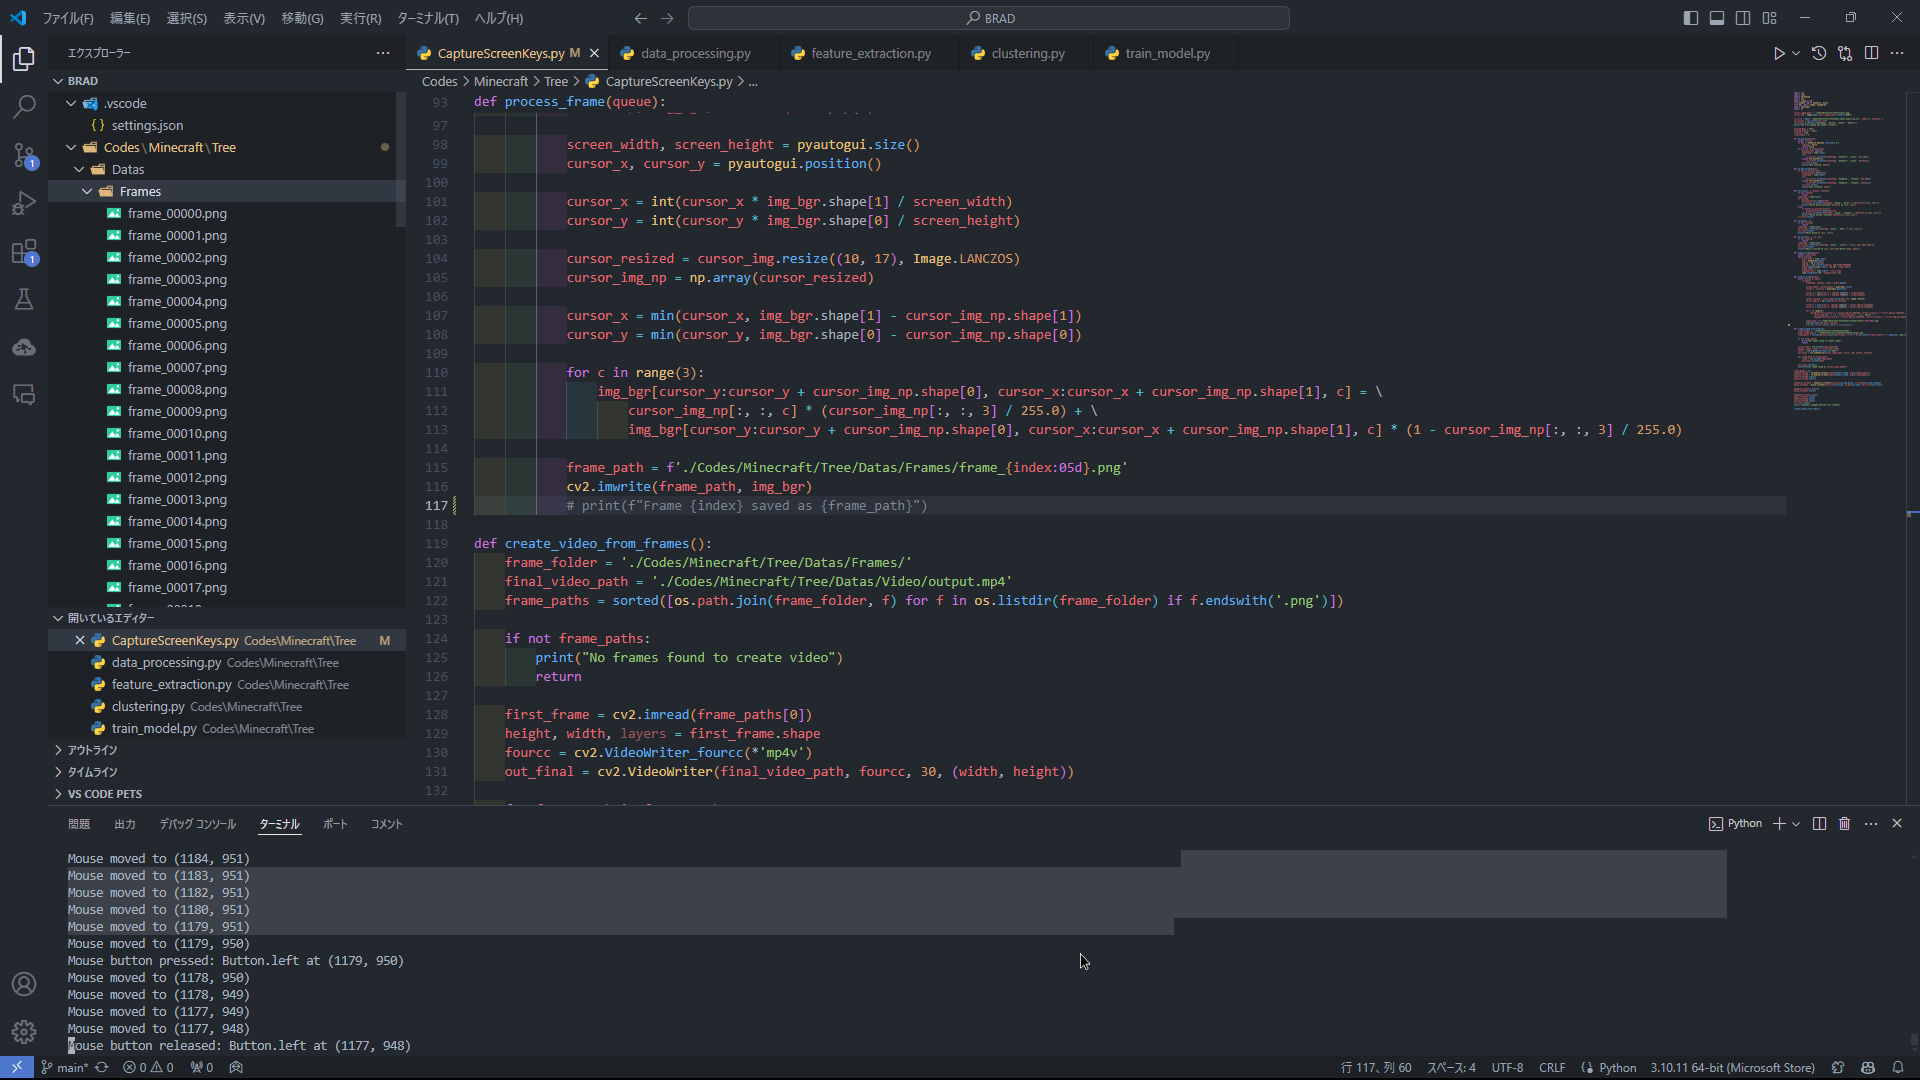 ファイル(F) 編集(E) 選択(S) 表示(V) 移動(G) 実行(R) ターミナル(T) ヘルプ(H) BRAD
エクスプローラー
BRAD
.vscode
settings.json
Codes\Minecraft\Tree
Datas
Frames
frame_00000.png
frame_00001.png
frame_00002.png
frame_00003.png
frame_00004.png
frame_00005.png
frame_00006.png
frame_00007.png
frame_00008.png
frame_00009.png
frame_00010.png
frame_00011.png
frame_00012.png
frame_00013.png
frame_00014.png
frame_00015.png
frame_00016.png
frame_00017.png
開いているエディター
CaptureScreenKeys.py Codes\Minecraft\Tree M
data_processing.py Codes\Minecraft\Tree
feature_extraction.py Codes\Minecraft\Tree
clustering.py Codes\Minecraft\Tree
train_model.py Codes\Minecraft\Tree
アウトライン
タイムライン
VS CODE PETS
1
1
CaptureScreenKeys.py M data_processing.py feature_extraction.py clustering.py train_model.py
Codes > Minecraft > Tree > CaptureScreenKeys.py > ...
93 def process_frame(queue):
97
98 screen_width, screen_height = pyautogui.size()
99 cursor_x, cursor_y = pyautogui.position()
100
101 cursor_x = int(cursor_x * img_bgr.shape[1] / screen_width)
102 cursor_y = int(cursor_y * img_bgr.shape[0] / screen_height)
103
104 cursor_resized = cursor_img.resize((10, 17), Image.LANCZOS)
105 cursor_img_np = np.array(cursor_resized)
106
107 cursor_x = min(cursor_x, img_bgr.shape[1] - cursor_img_np.shape[1])
108 cursor_y = min(cursor_y, img_bgr.shape[0] - cursor_img_np.shape[0])
109
110 for c in range(3):
111 img_bgr[cursor_y:cursor_y + cursor_img_np.shape[0], cursor_x:cursor_x + cursor_img_np.shape[1], c] = \
112 cursor_img_np[:, :, c] * (cursor_img_np[:, :, 3] / 255.0) + \
113 img_bgr[cursor_y:cursor_y + cursor_img_np.shape[0], cursor_x:cursor_x + cursor_img_np.shape[1], c] * (1 - cursor_img_np[:, :, 3] / 255.0)
114
115 frame_path = f'./Codes/Minecraft/Tree/Datas/Frames/frame_{index:05d}.png'
116 cv2.imwrite(frame_path, img_bgr)
117 # print(f"Frame {index} saved as {frame_path}")
118
119 def create_video_from_frames():
120 frame_folder = './Codes/Minecraft/Tree/Datas/Frames/'
121 final_video_path = './Codes/Minecraft/Tree/Datas/Video/output.mp4'
122 frame_paths = sorted([os.path.join(frame_folder, f) for f in os.listdir(frame_folder) if f.endswith('.png')])
123
124 if not frame_paths:
125 print("No frames found to create video")
126 return
127
128 first_frame = cv2.imread(frame_paths[0])
129 height, width, layers = first_frame.shape
130 fourcc = cv2.VideoWriter_fourcc(*'mp4v')
131 out_final = cv2.VideoWriter(final_video_path, fourcc, 30, (width, height))
132
問題 出力 デバッグ コンソール ターミナル ポート コメント Python
Mouse moved to (1184, 951)
Mouse moved to (1183, 951)
Mouse moved to (1182, 951)
Mouse moved to (1180, 951)
Mouse moved to (1179, 951)
Mouse moved to (1179, 950)
Mouse button pressed: Button.left at (1179, 950)
Mouse moved to (1178, 950)
Mouse moved to (1178, 949)
Mouse moved to (1177, 949)
Mouse moved to (1177, 948)
Mouse button released: Button.left at (1177, 948)
main* 0 0 0 行 117、列 60 スペース: 4 UTF-8 CRLF Python 3.10.11 64-bit (Microsoft Store)